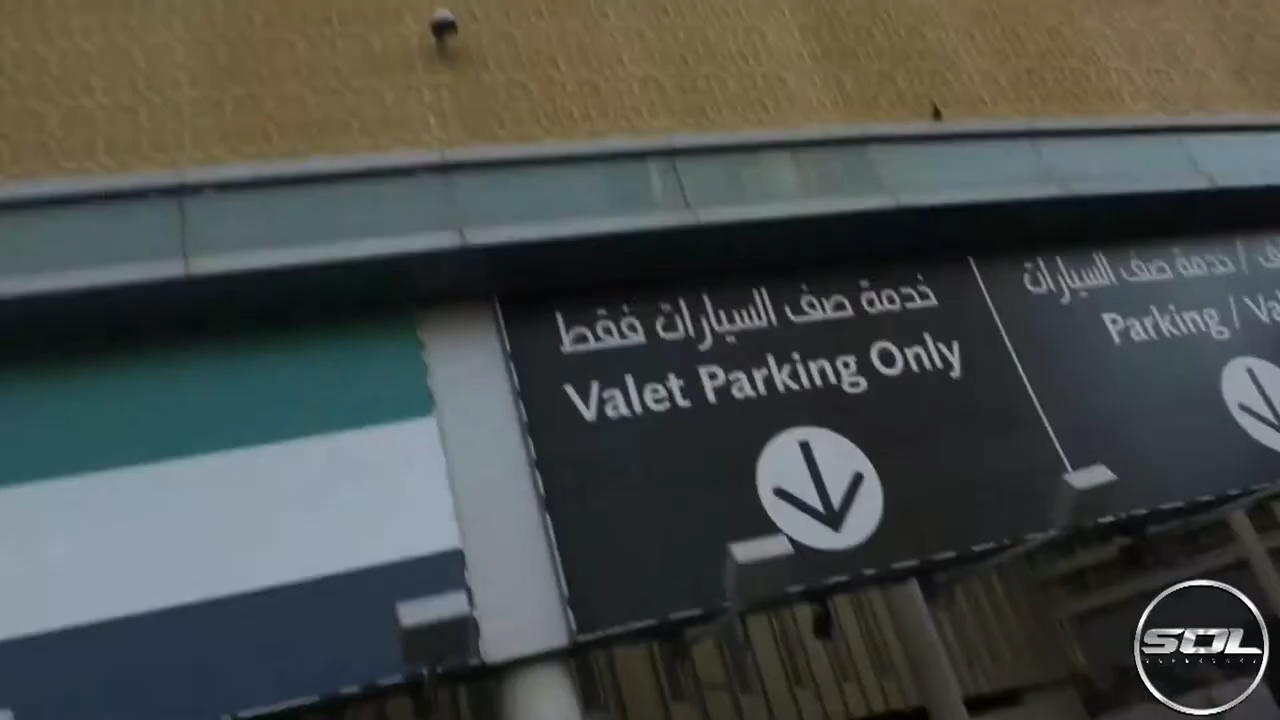 خدمة صف السيارات فقط
Valet Parking Only
خدمة صف السيارات
Parking /
SOL